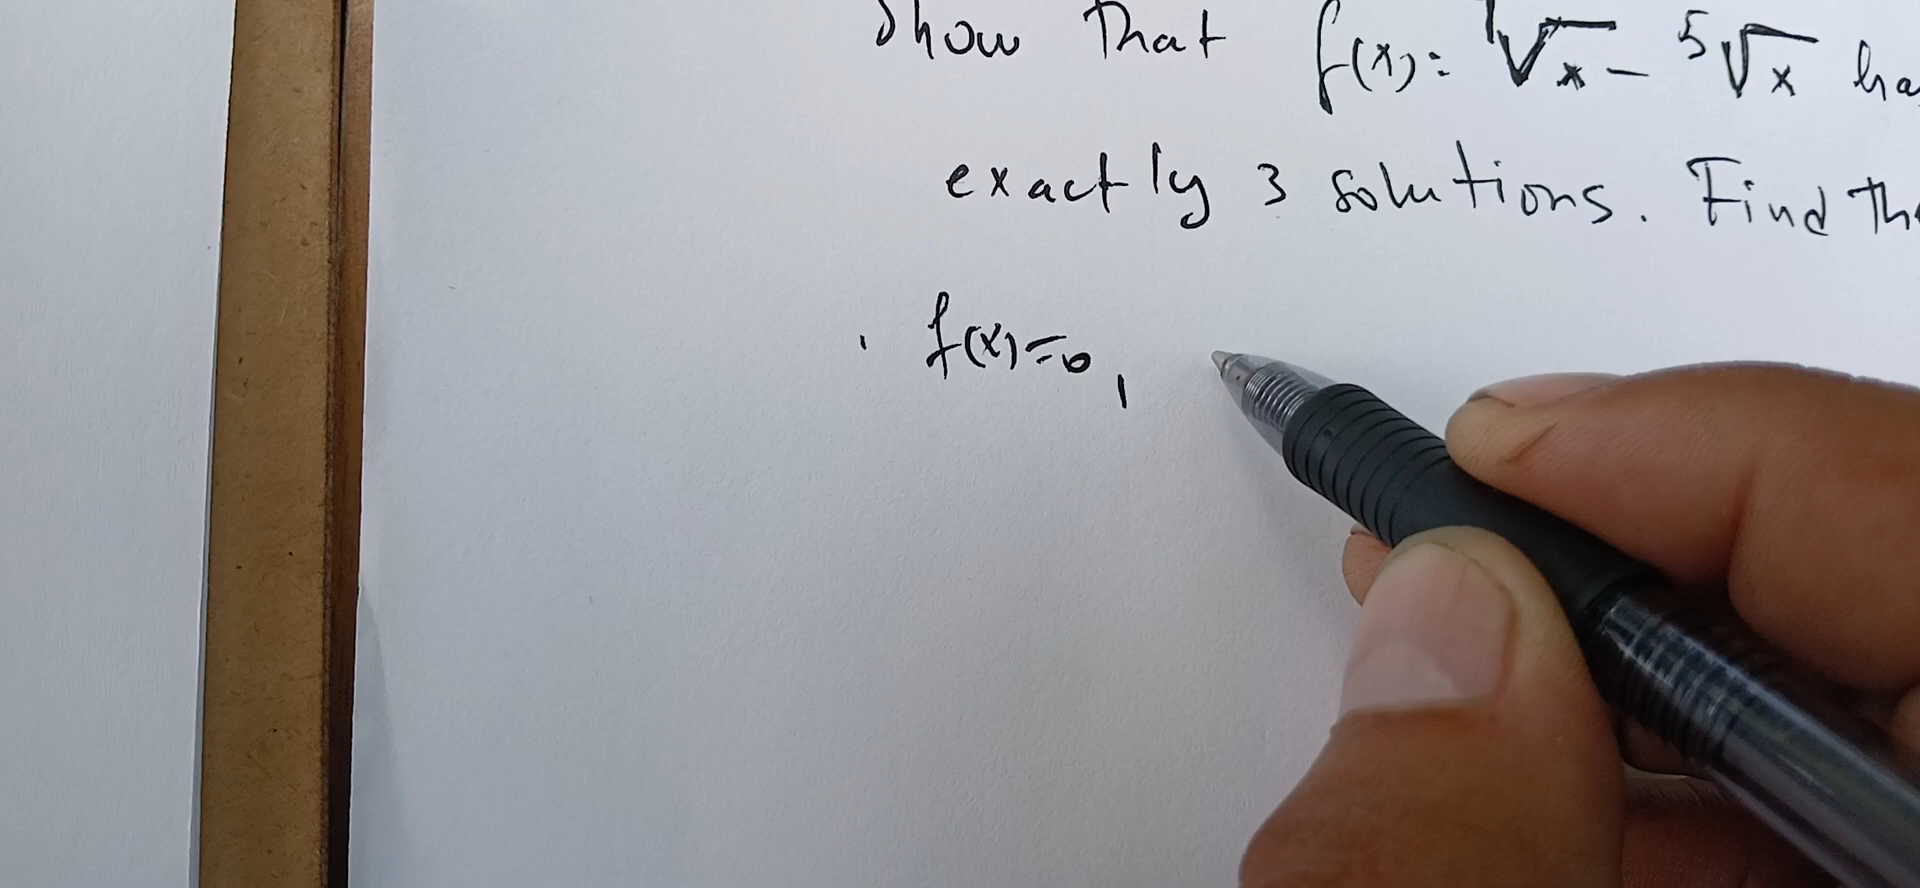 Show that f(x) = √x - ⁵√x ha
exactly 3 solutions. Find th
f(x)=0,